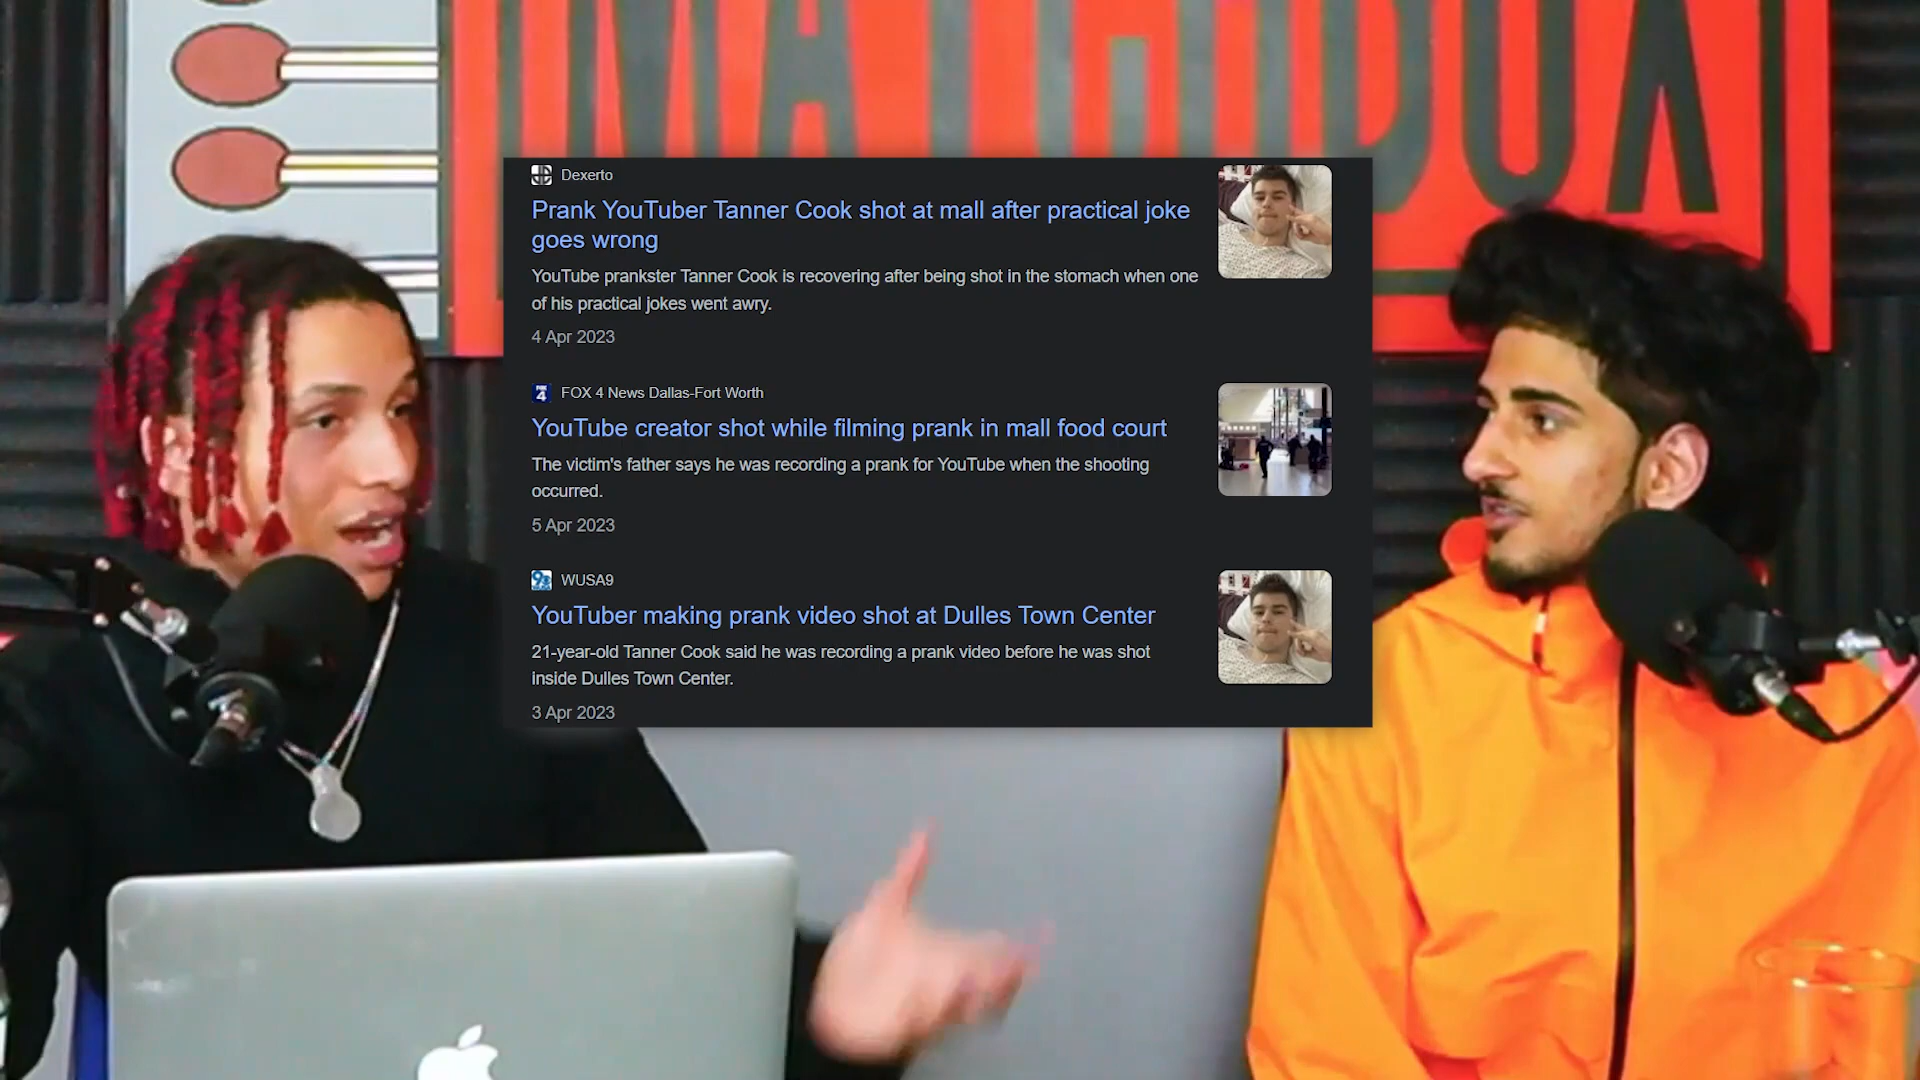 MATCHBOX
Dexerto
Prank YouTuber Tanner Cook shot at mall after practical joke
goes wrong
YouTube prankster Tanner Cook is recovering after being shot in the stomach when one
of his practical jokes went awry.
4 Apr 2023
FOX 4
FOX 4 News Dallas-Fort Worth
YouTube creator shot while filming prank in mall food court
The victim's father says he was recording a prank for YouTube when the shooting
occurred.
5 Apr 2023
9
WUSA9
YouTuber making prank video shot at Dulles Town Center
21-year-old Tanner Cook said he was recording a prank video before he was shot
inside Dulles Town Center.
3 Apr 2023